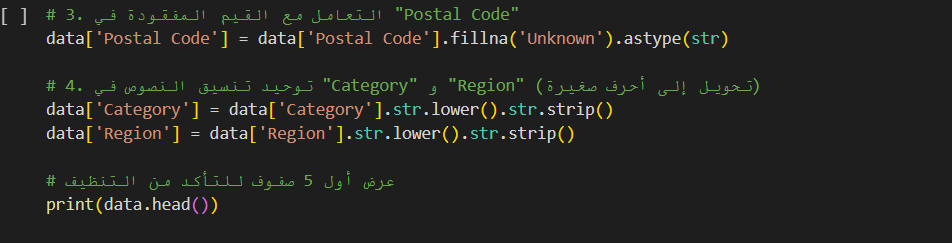 [ ] # 3. التعامل مع القيم المفقودة في "Postal Code"
data['Postal Code'] = data['Postal Code'].fillna('Unknown').astype(str)
# 4. توحيد تنسيق النصوص في "Category" و "Region" (تحويل إلى أحرف صغيرة)
data['Category'] = data['Category'].str.lower().str.strip()
data['Region'] = data['Region'].str.lower().str.strip()
# عرض أول 5 صفوف للتأكد من التنظيف
print(data.head())